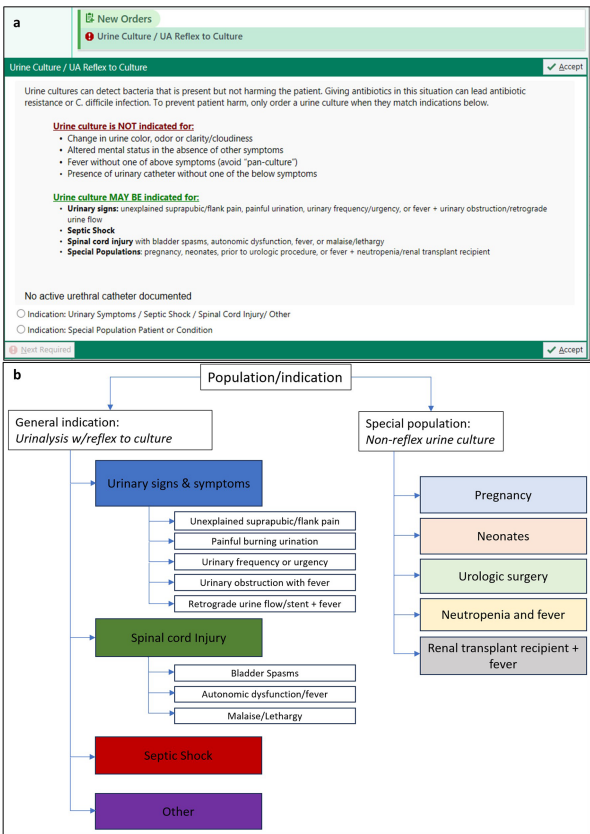 a
New Orders
Urine Culture / UA Reflex to Culture
Urine Culture / UA Reflex to Culture
Accept
Urine cultures can detect bacteria that is present but not harming the patient. Giving antibiotics in this situation can lead antibiotic
resistance or C. difficile infection. To prevent patient harm, only order a urine culture when they match indications below.
Urine culture is NOT indicated for:
• Change in urine color, odor or clarity/cloudiness
• Altered mental status in the absence of other symptoms
• Fever without one of above symptoms (avoid "pan-culture")
• Presence of urinary catheter without one of the below symptoms
Urine culture MAY BE indicated for:
• Urinary signs: unexplained suprapubic/flank pain, painful urination, urinary frequency/urgency, or fever + urinary obstruction/retrograde
urine flow
• Septic Shock
• Spinal cord injury with bladder spasms, autonomic dysfunction, fever, or malaise/lethargy
• Special Populations: pregnancy, neonates, prior to urologic procedure, or fever + neutropenia/renal transplant recipient
No active urethral catheter documented
Indication: Urinary Symptoms / Septic Shock / Spinal Cord Injury/ Other
Indication: Special Population Patient or Condition
Next Required
Accept
b
Population/indication
General indication:
Urinalysis w/reflex to culture
Special population:
Non-reflex urine culture
Urinary signs & symptoms
Unexplained suprapubic/flank pain
Painful burning urination
Urinary frequency or urgency
Urinary obstruction with fever
Retrograde urine flow/stent + fever
Spinal cord Injury
Bladder Spasms
Autonomic dysfunction/fever
Malaise/Lethargy
Septic Shock
Other
Pregnancy
Neonates
Urologic surgery
Neutropenia and fever
Renal transplant recipient +
fever